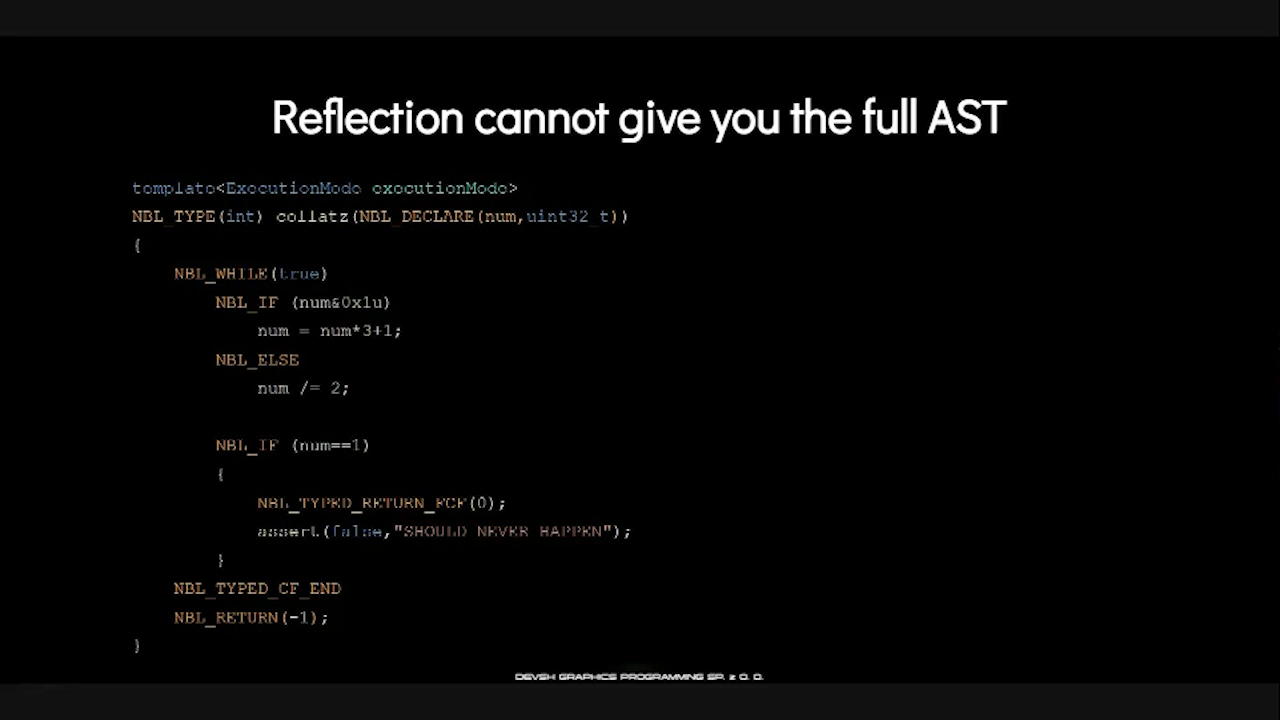 Reflection cannot give you the full AST
template<ExecutionMode executionMode>
NBL_TYPE(int) collatz(NBL_DECLARE(num,uint32_t))
{
NBL_WHILE(true)
NBL_IF (num&0x1u)
num = num*3+1;
NBL_ELSE
num /= 2;
NBL_IF (num==1)
{
NBL_TYPED_RETURN_FCF(0);
assert(false,"SHOULD NEVER HAPPEN");
}
NBL_TYPED_CF_END
NBL_RETURN(-1);
}
DEVSH GRAPHICS PROGRAMMING SP. Z O. O.